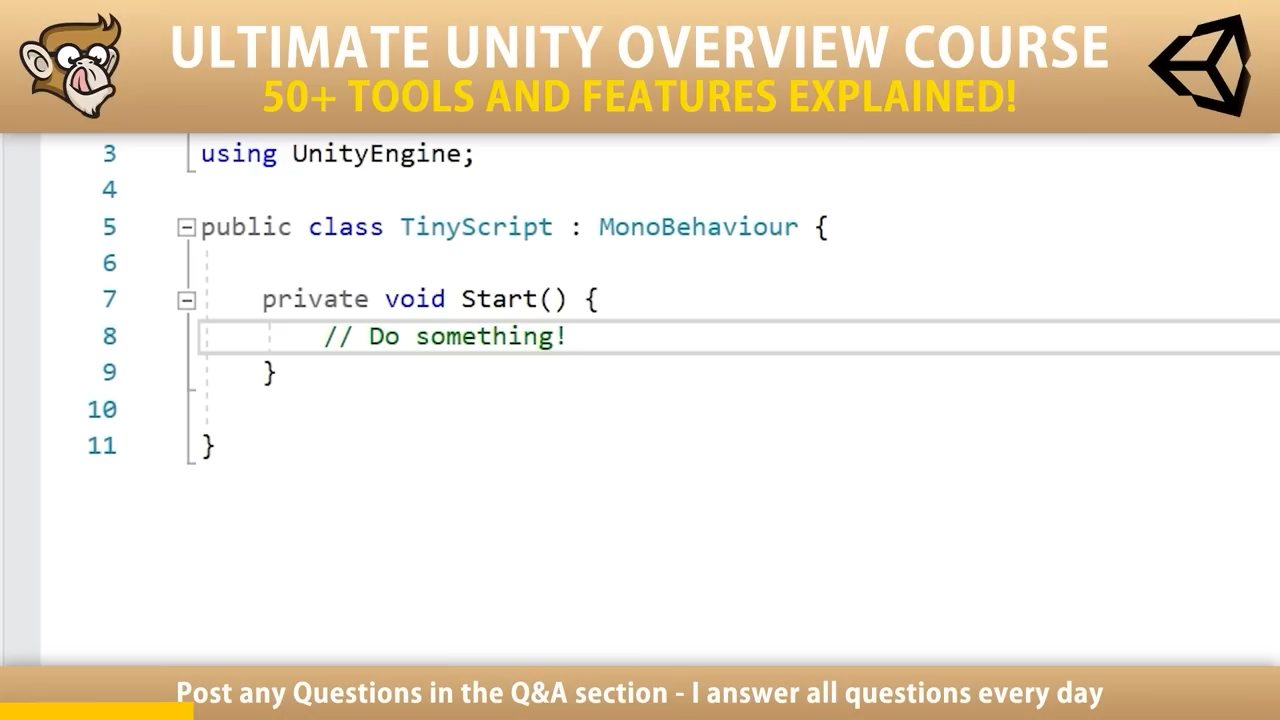 ULTIMATE UNITY OVERVIEW COURSE
50+ TOOLS AND FEATURES EXPLAINED!
3 using UnityEngine;
4
5 public class TinyScript : MonoBehaviour {
6
7 private void Start() {
8 // Do something!
9 }
10
11 }
Post any Questions in the Q&A section - I answer all questions every day